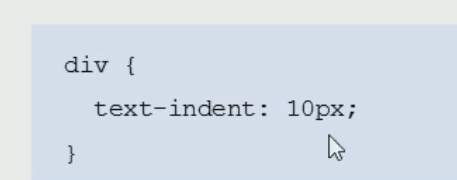 div {
  text-indent: 10px;
}